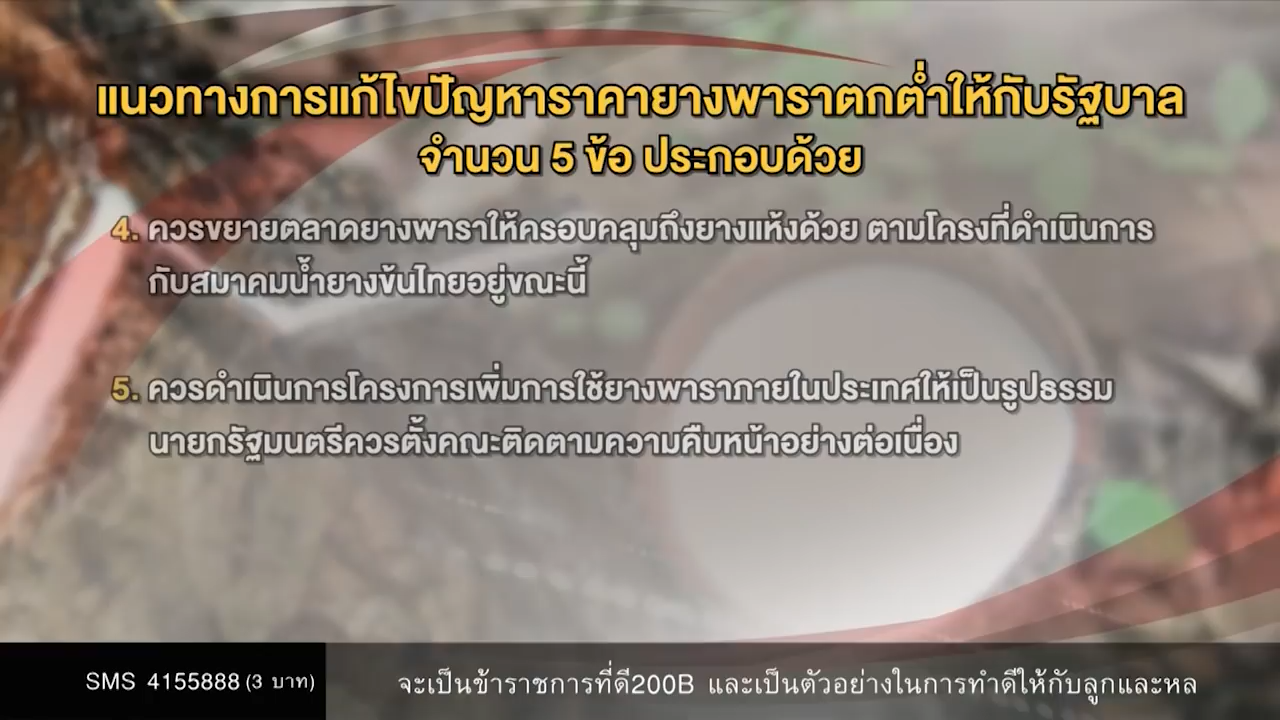 แนวทางการแก้ไขปัญหาราคายางพาราตกต่ำให้กับรัฐบาล
จำนวน 5 ข้อ ประกอบด้วย
4. ควรขยายตลาดยางพาราให้ครอบคลุมถึงยางแห้งด้วย ตามโครงที่ดำเนินการ
กับสมาคมน้ำยางข้นไทยอยู่ขณะนี้
5. ควรดำเนินการโครงการเพิ่มการใช้ยางพาราภายในประเทศให้เป็นรูปธรรม
นายกรัฐมนตรีควรตั้งคณะติดตามความคืบหน้าอย่างต่อเนื่อง
SMS 4155888 (3 บาท) จะเป็นข้าราชการที่ดี200B และเป็นตัวอย่างในการทำดีให้กับลูกและหล